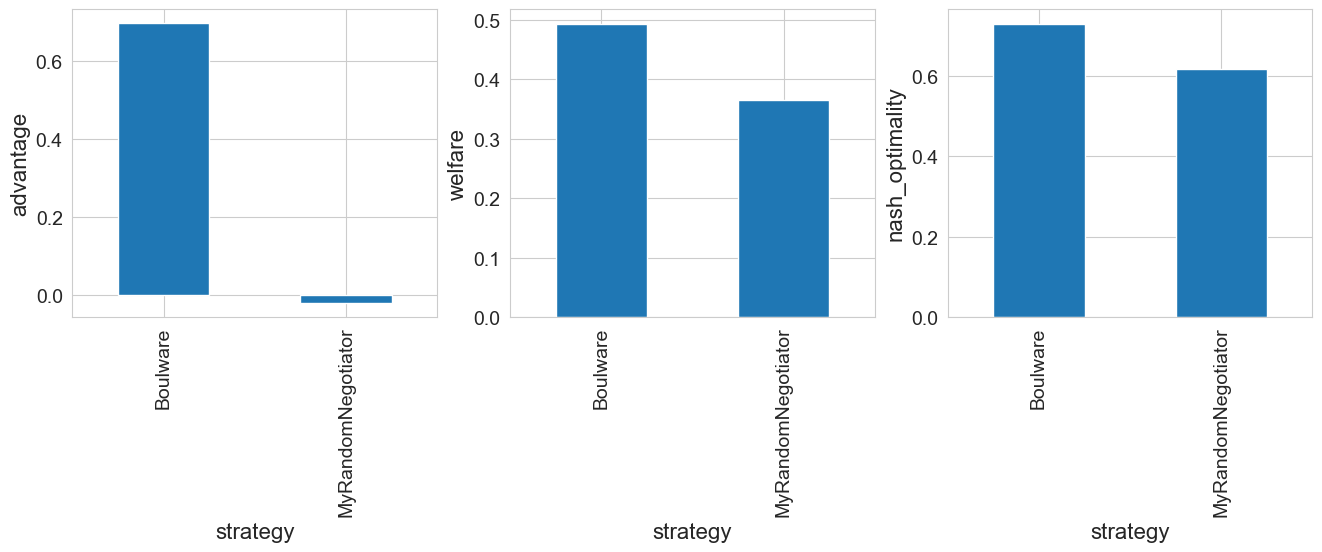 advantage
0.6
0.4
0.2
0.0
Boulware
MyRandomNegotiator
strategy
welfare
0.5
0.4
0.3
0.2
0.1
0.0
Boulware
MyRandomNegotiator
strategy
nash_optimality
0.6
0.4
0.2
0.0
Boulware
MyRandomNegotiator
strategy